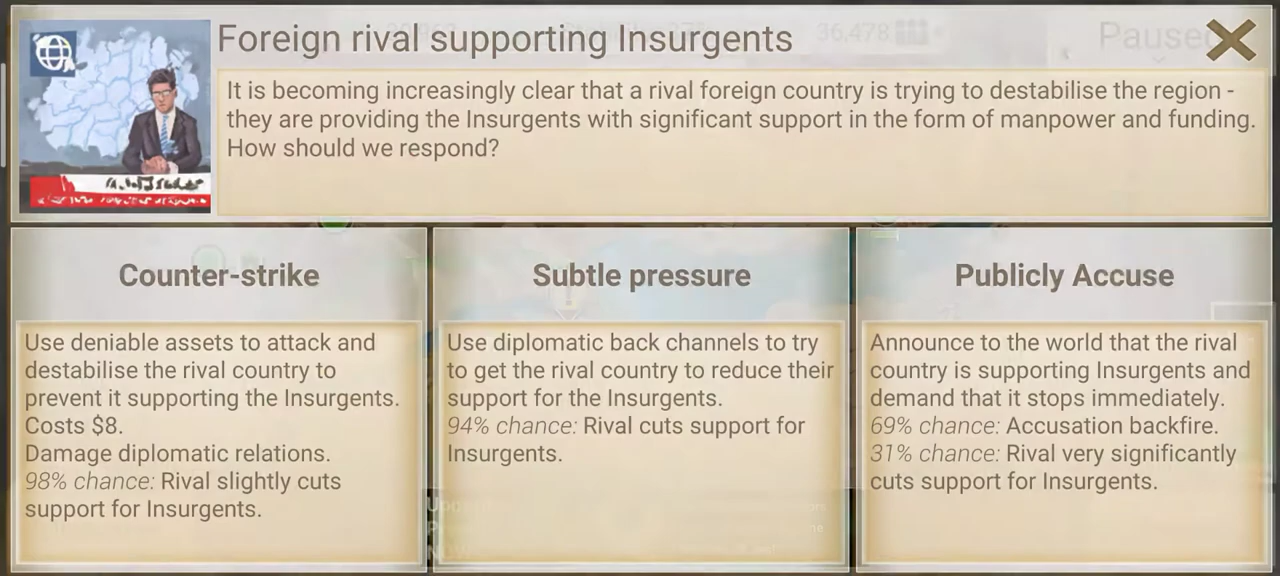 Foreign rival supporting Insurgents
36,478
Pause
It is becoming increasingly clear that a rival foreign country is trying to destabilise the region -
they are providing the Insurgents with significant support in the form of manpower and funding.
How should we respond?
Counter-strike
Use deniable assets to attack and
destabilise the rival country to
prevent it supporting the Insurgents.
Costs $8.
Damage diplomatic relations.
98% chance: Rival slightly cuts
support for Insurgents.
Subtle pressure
Use diplomatic back channels to try
to get the rival country to reduce their
support for the Insurgents.
94% chance: Rival cuts support for
Insurgents.
Publicly Accuse
Announce to the world that the rival
country is supporting Insurgents and
demand that it stops immediately.
69% chance: Accusation backfire.
31% chance: Rival very significantly
cuts support for Insurgents.